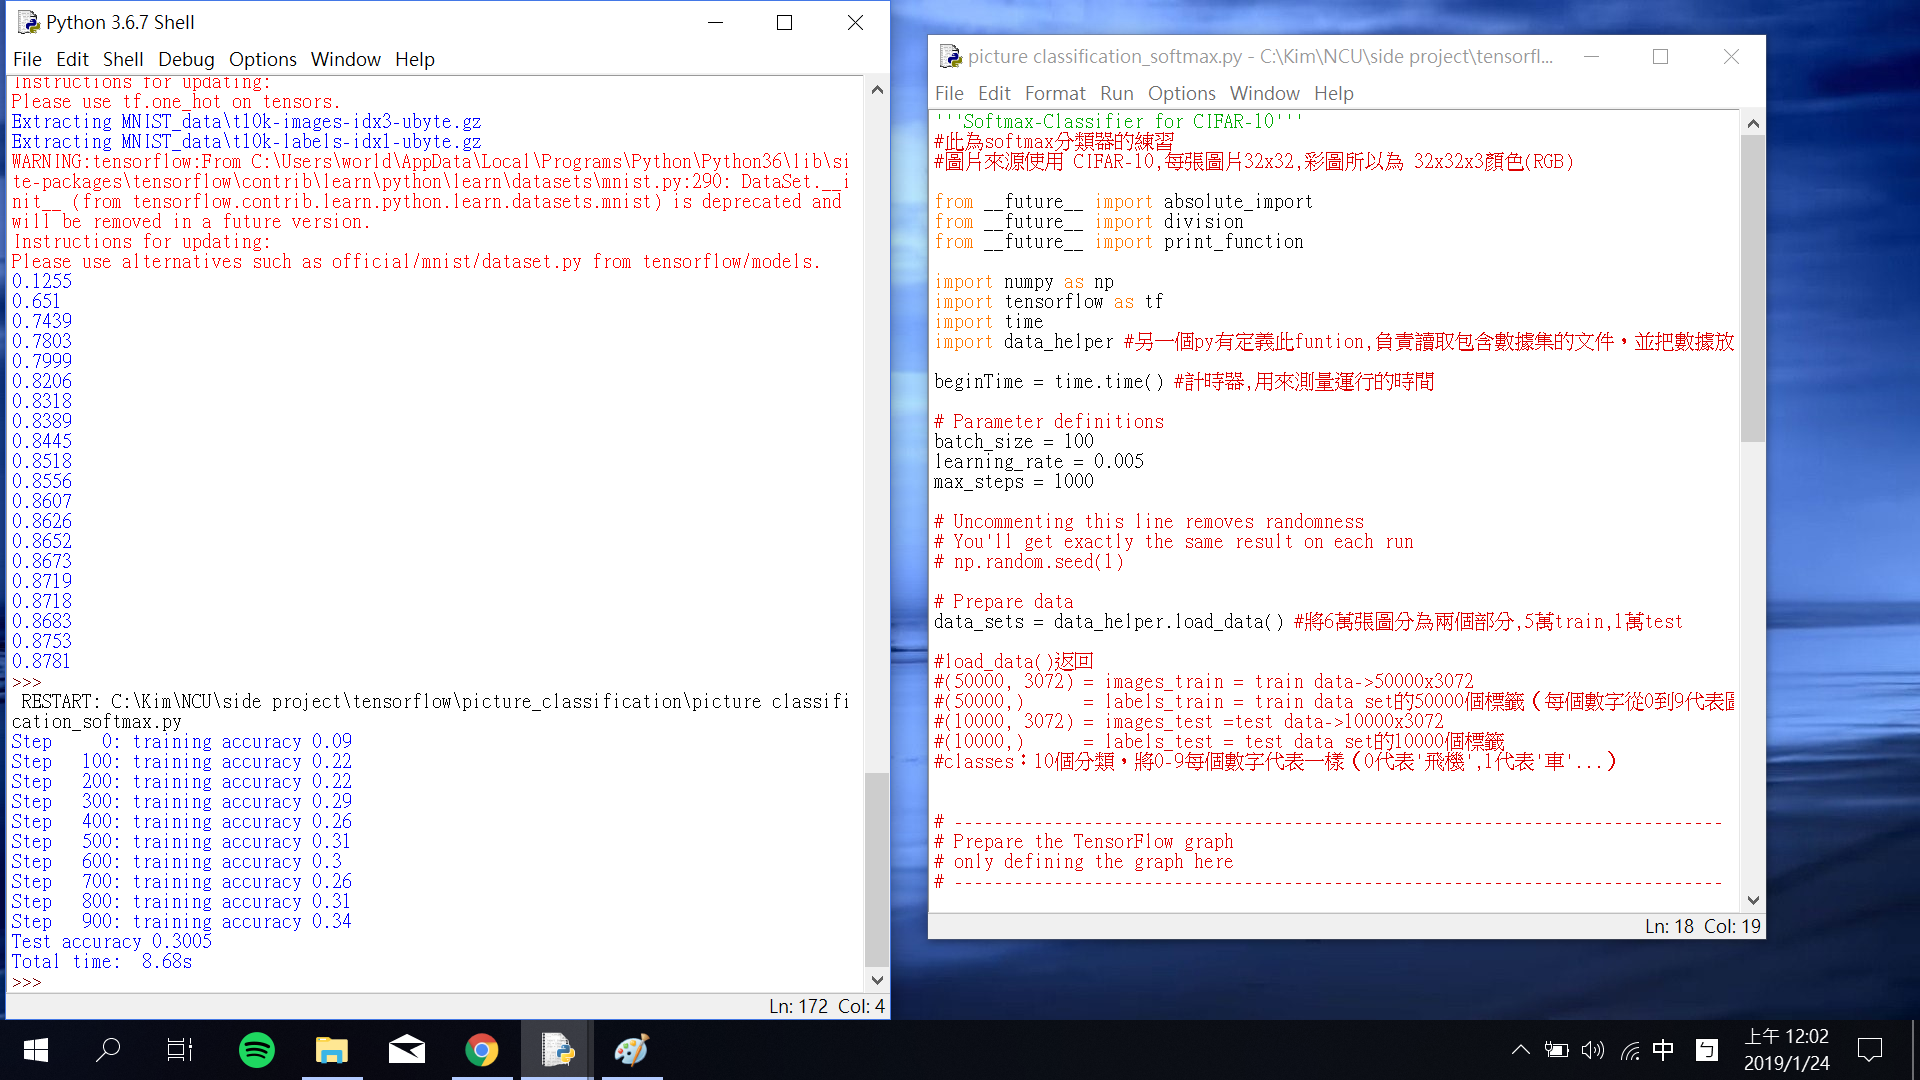 Python 3.6.7 Shell
File Edit Shell Debug Options Window Help
Instructions for updating:
Please use tf.one_hot on tensors.
Extracting MNIST_data\t10k-images-idx3-ubyte.gz
Extracting MNIST_data\t10k-labels-idx1-ubyte.gz
WARNING:tensorflow:From C:\Users\world\AppData\Local\Programs\Python\Python36\lib\si
te-packages\tensorflow\contrib\learn\python\learn\datasets\mnist.py:290: DataSet.__i
nit__ (from tensorflow.contrib.learn.python.learn.datasets.mnist) is deprecated and
will be removed in a future version.
Instructions for updating:
Please use alternatives such as official/mnist/dataset.py from tensorflow/models.
0.1255
0.651
0.7439
0.7803
0.7999
0.8206
0.8318
0.8389
0.8445
0.8518
0.8556
0.8607
0.8626
0.8652
0.8673
0.8719
0.8718
0.8683
0.8753
0.8781
>>>
RESTART: C:\Kim\NCU\side project\tensorflow\picture_classification\picture classifi
cation_softmax.py
Step    0: training accuracy 0.09
Step  100: training accuracy 0.22
Step  200: training accuracy 0.22
Step  300: training accuracy 0.29
Step  400: training accuracy 0.26
Step  500: training accuracy 0.31
Step  600: training accuracy 0.3
Step  700: training accuracy 0.26
Step  800: training accuracy 0.31
Step  900: training accuracy 0.34
Test accuracy 0.3005
Total time:  8.68s
>>>
Ln: 172 Col: 4
picture classification_softmax.py - C:\Kim\NCU\side project\tensorfl...
File Edit Format Run Options Window Help
'''Softmax-Classifier for CIFAR-10'''
#此為softmax分類器的練習
#圖片來源使用 CIFAR-10,每張圖片32x32,彩圖所以為 32x32x3顏色(RGB)
from __future__ import absolute_import
from __future__ import division
from __future__ import print_function
import numpy as np
import tensorflow as tf
import time
import data_helper #另一個py有定義此funtion,負責讀取包含數據集的文件，並把數據放
beginTime = time.time() #計時器,用來測量運行的時間
# Parameter definitions
batch_size = 100
learning_rate = 0.005
max_steps = 1000
# Uncommenting this line removes randomness
# You'll get exactly the same result on each run
# np.random.seed(1)
# Prepare data
data_sets = data_helper.load_data() #將6萬張圖分為兩個部分,5萬train,1萬test
#load_data()返回
#(50000, 3072) = images_train = train data->50000x3072
#(50000,)      = labels_train = train data set的50000個標籤（每個數字從0到9代表圖
#(10000, 3072) = images_test =test data->10000x3072
#(10000,)      = labels_test = test data set的10000個標籤
#classes：10個分類，將0-9每個數字代表一樣（0代表'飛機',1代表'車'...）
# -----------------------------------------------------------------------------
# Prepare the TensorFlow graph
# only defining the graph here
# -----------------------------------------------------------------------------
Ln: 18 Col: 19
中
ㄅ
上午 12:02
2019/1/24